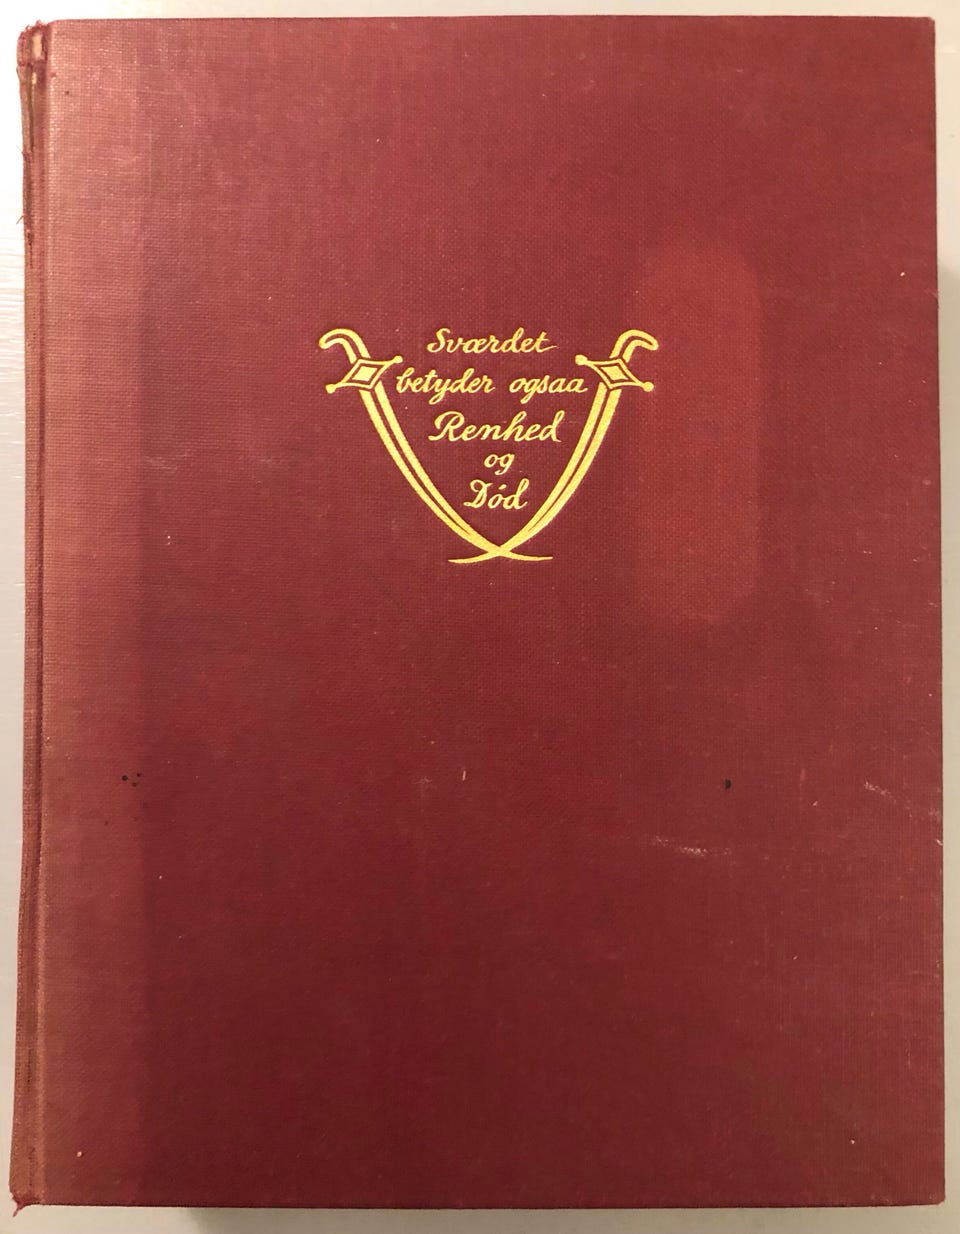 Sværdet
betyder ogsaa
Renhed
og
Død